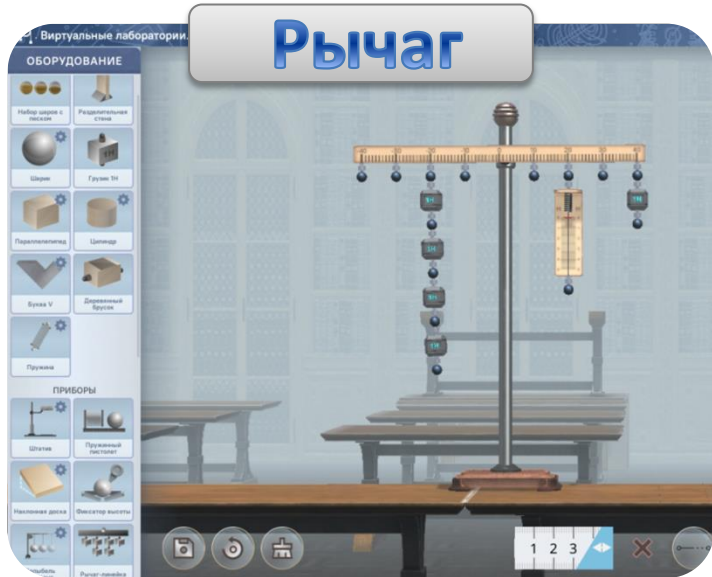 Рычаг
Виртуальные лаборатории.
ОБОРУДОВАНИЕ
Набор шаров с песком
Разделительная стена
Шарик
Грузик 1Н
Параллелепипед
Цилиндр
Буква V
Деревянный брусок
Пружина
ПРИБОРЫ
Штатив
Пружинный пистолет
Наклонная доска
Фиксатор высоты
Рычаг-линейка
1 2 3